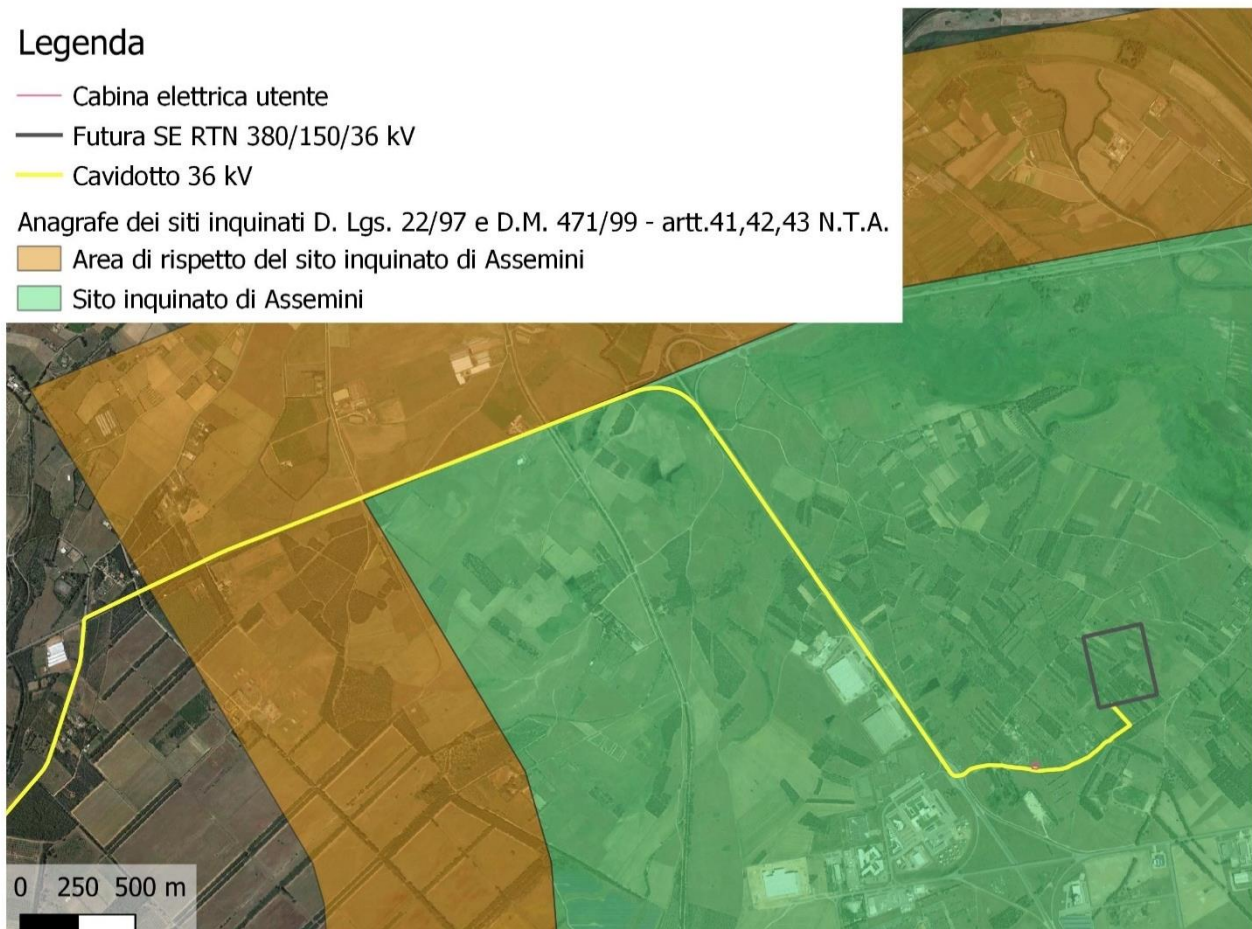 Legenda
Cabina elettrica utente
Futura SE RTN 380/150/36 kV
Cavidotto 36 kV
Anagrafe dei siti inquinati D. Lgs. 22/97 e D.M. 471/99 - artt.41,42,43 N.T.A.
Area di rispetto del sito inquinato di Assemini
Sito inquinato di Assemini
0 250 500 m